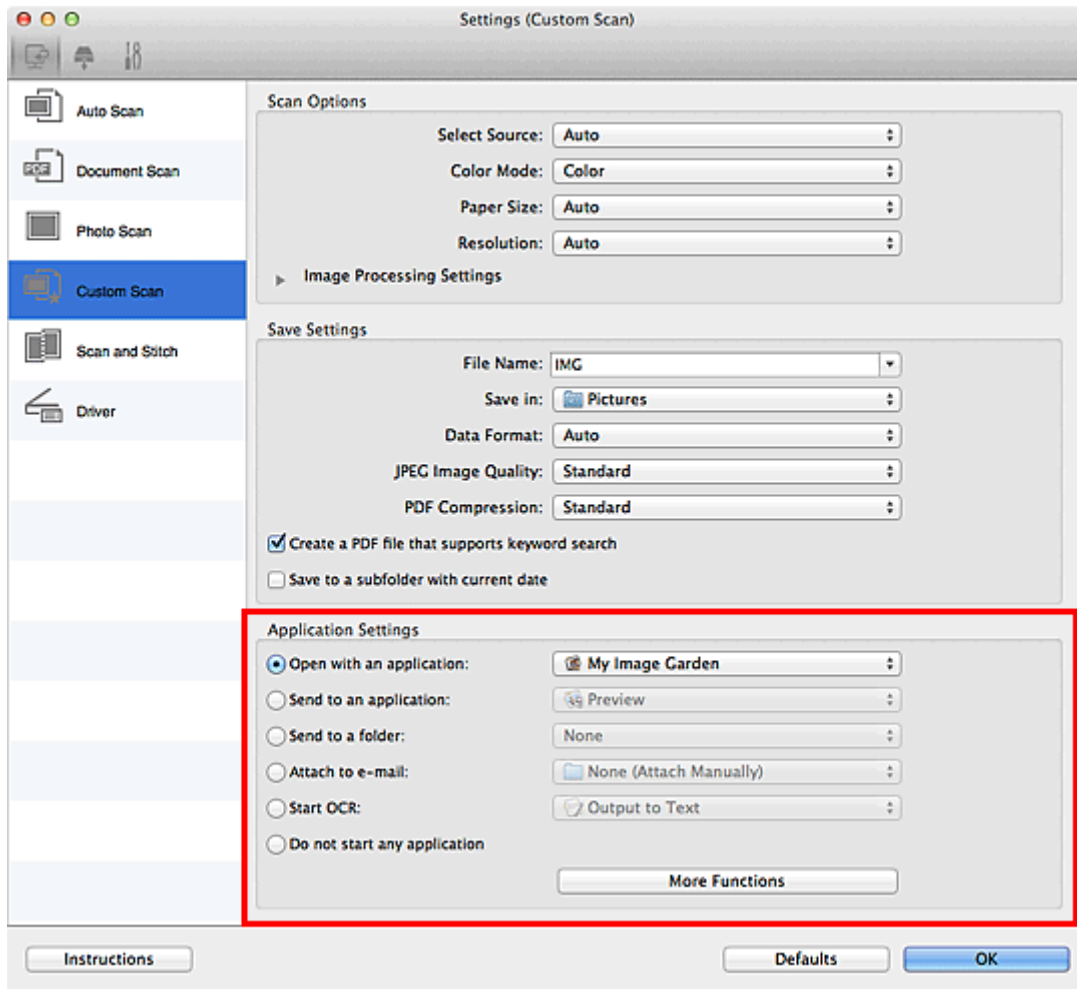 Settings (Custom Scan)
Auto Scan
Document Scan
Photo Scan
Custom Scan
Scan and Stitch
Driver
Scan Options
Select Source: Auto
Color Mode: Color
Paper Size: Auto
Resolution: Auto
Image Processing Settings
Save Settings
File Name: IMG
Save in: Pictures
Data Format: Auto
JPEG Image Quality: Standard
PDF Compression: Standard
Create a PDF file that supports keyword search
Save to a subfolder with current date
Application Settings
Open with an application: My Image Garden
Send to an application: Preview
Send to a folder: None
Attach to e-mail: None (Attach Manually)
Start OCR: Output to Text
Do not start any application
More Functions
Instructions Defaults OK